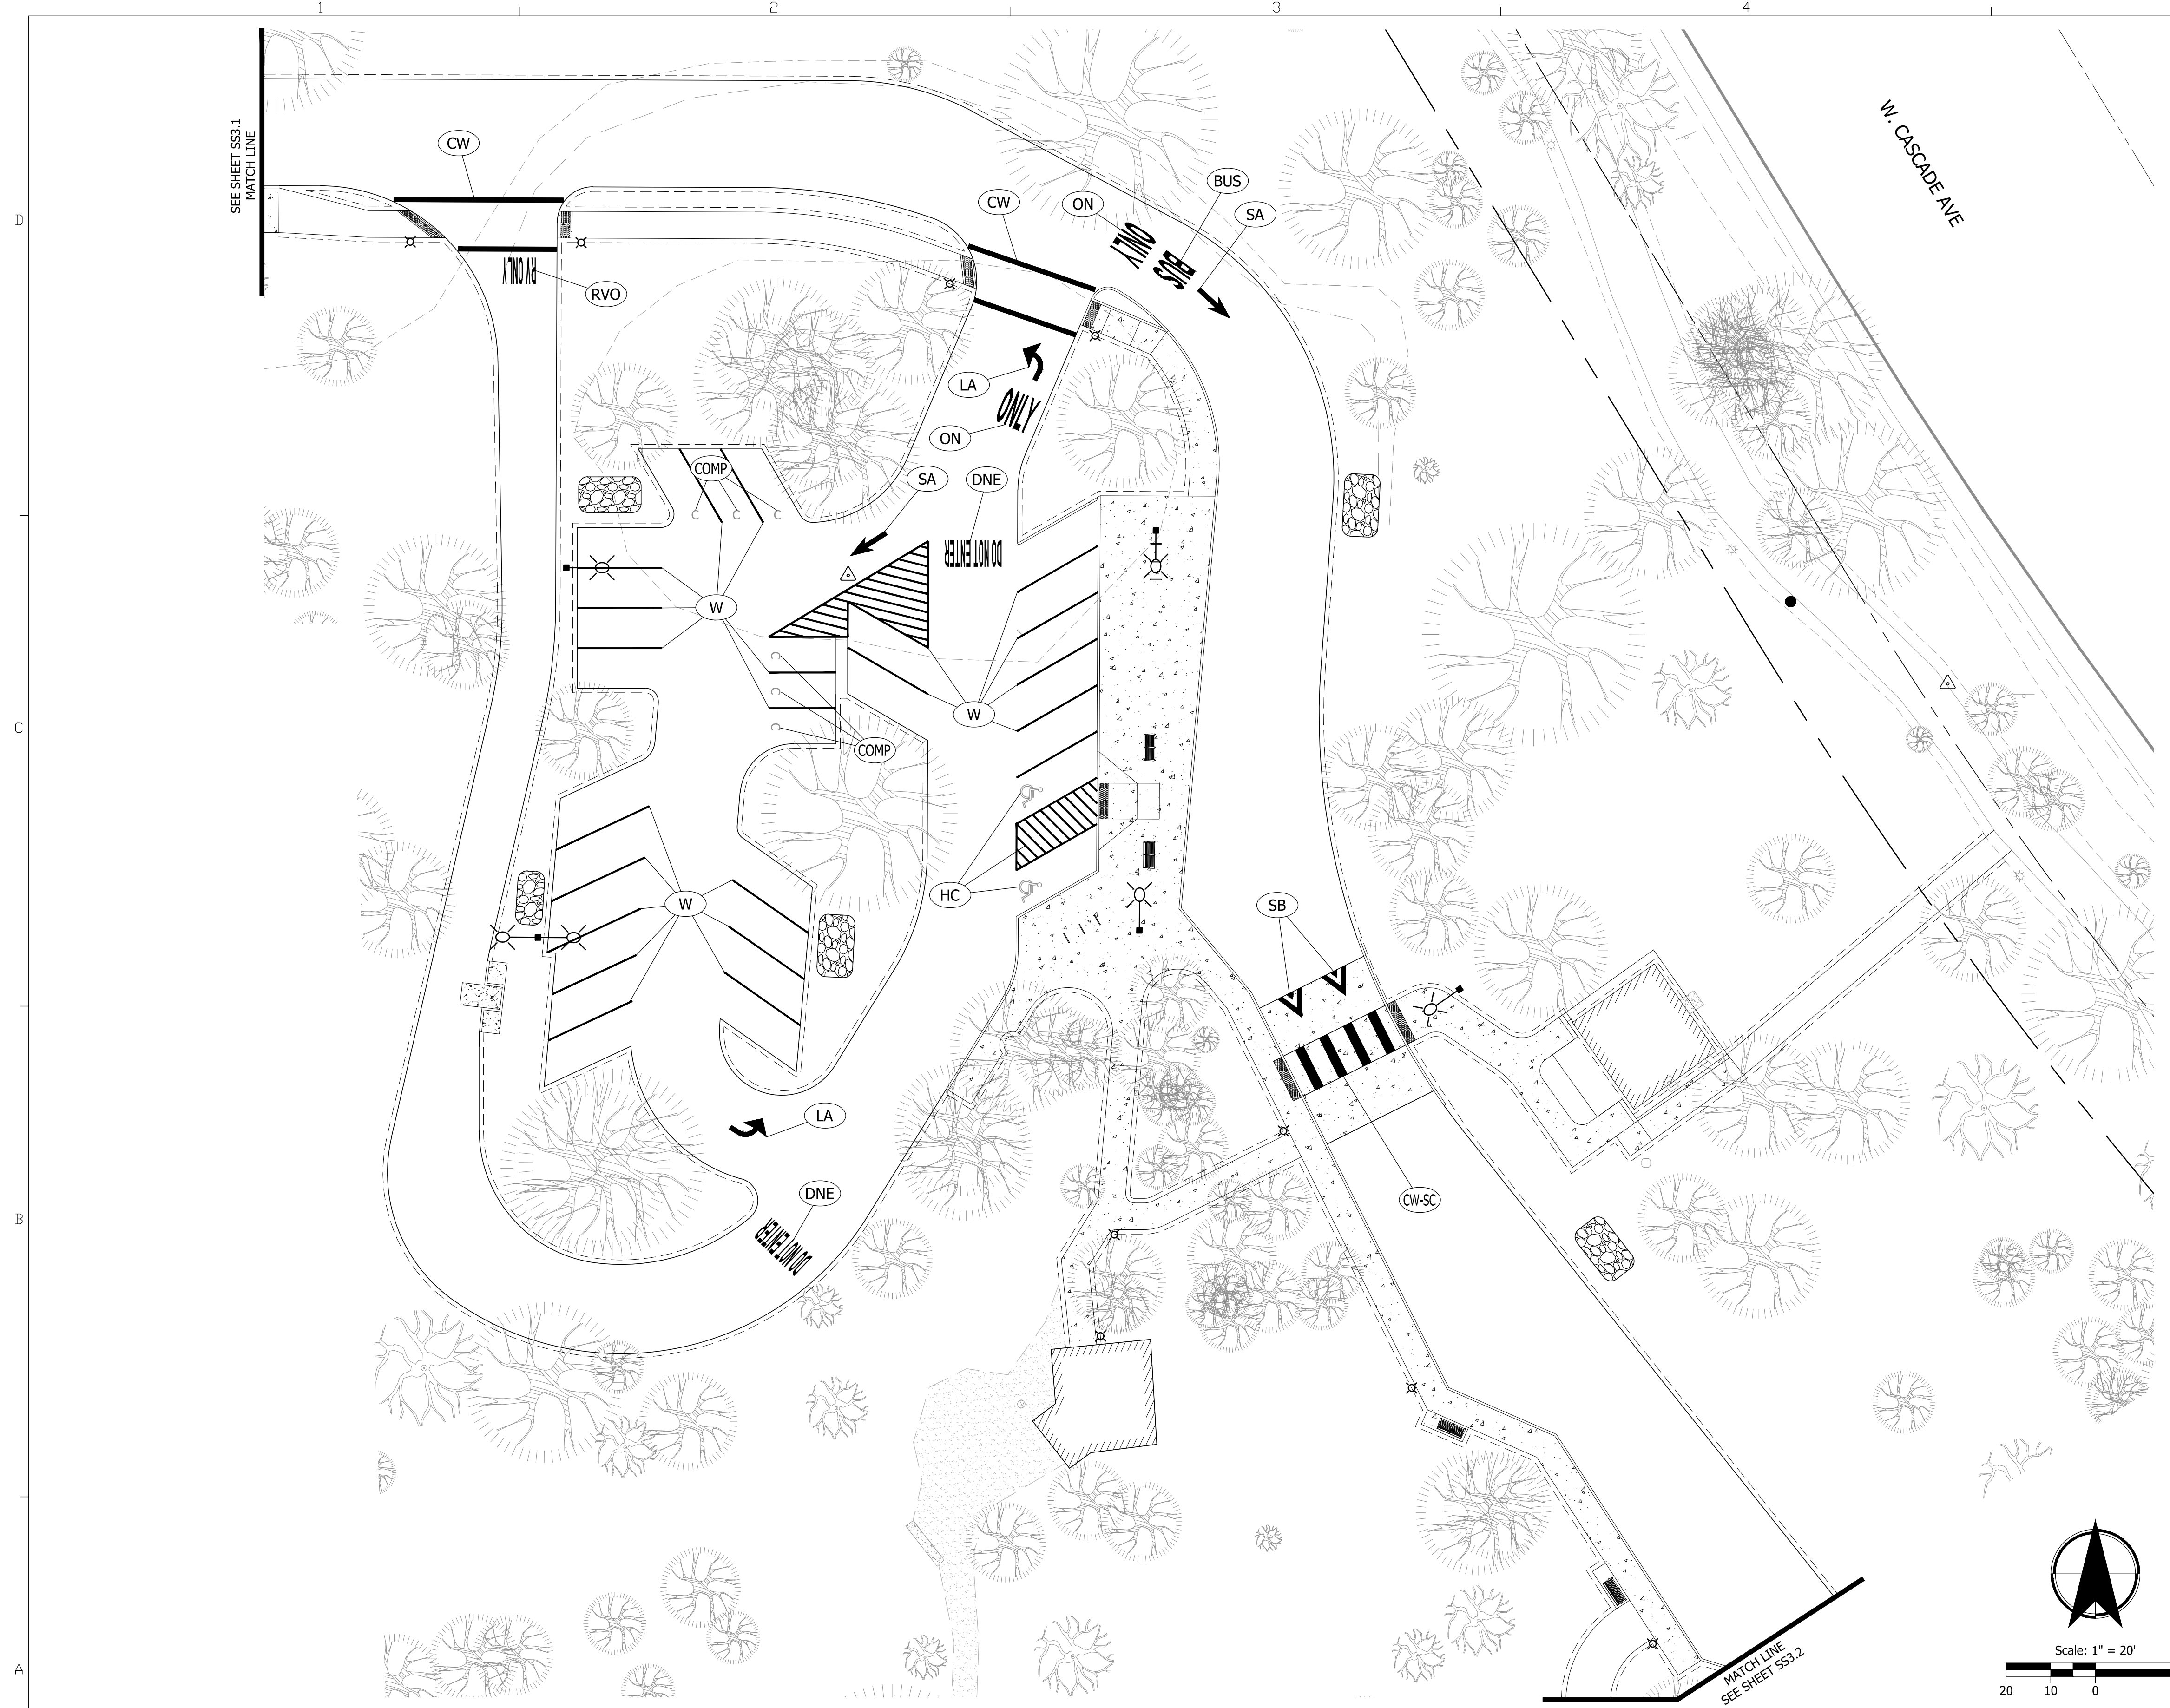 1
2
3
4
SEE SHEET SS3.1
MATCH LINE
W. CASCADE AVE
CW
BUS
ON
SA
CW
D
ONLY
BUS
RV ONLY
RVO
LA
ONLY
ON
COMP
SA
DNE
C C C
DO NOT ENTER
W
C
C
C
W
C
COMP
HC
W
SB
LA
DNE
CW-SC
B
DO NOT ENTER
Scale: 1" = 20'
A
MATCH LINE
SEE SHEET SS3.2
20 10 0